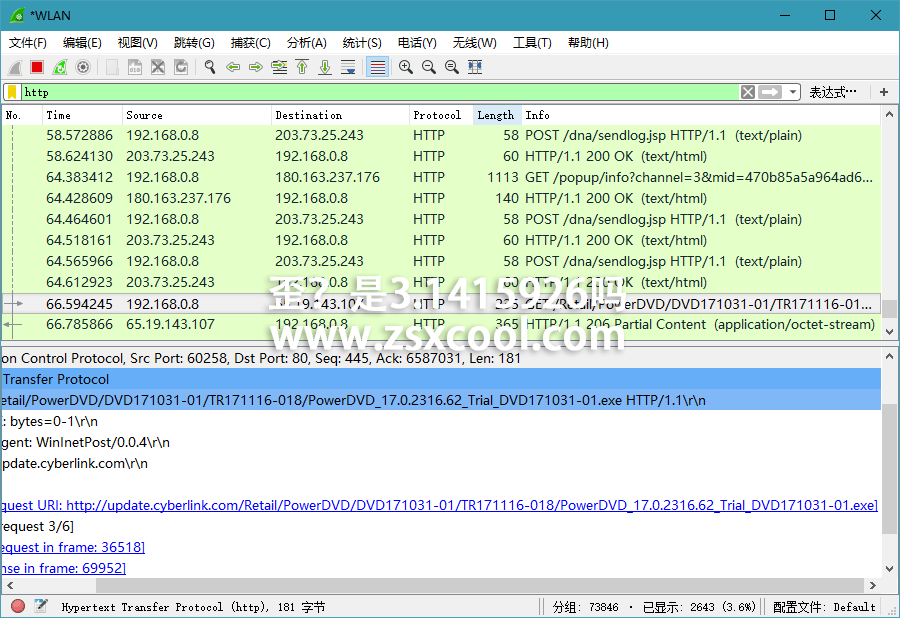 *WLAN
文件(F) 编辑(E) 视图(V) 跳转(G) 捕获(C) 分析(A) 统计(S) 电话(Y) 无线(W) 工具(T) 帮助(H)
http 表达式… +
No. Time Source Destination Protocol Length Info
58.572886 192.168.0.8 203.73.25.243 HTTP 58 POST /dna/sendlog.jsp HTTP/1.1 (text/plain)
58.624130 203.73.25.243 192.168.0.8 HTTP 60 HTTP/1.1 200 OK (text/html)
64.383412 192.168.0.8 180.163.237.176 HTTP 1113 GET /popup/info?channel=3&mid=470b85a5a964ad6...
64.428609 180.163.237.176 192.168.0.8 HTTP 140 HTTP/1.1 200 OK (text/html)
64.464601 192.168.0.8 203.73.25.243 HTTP 58 POST /dna/sendlog.jsp HTTP/1.1 (text/plain)
64.518161 203.73.25.243 192.168.0.8 HTTP 60 HTTP/1.1 200 OK (text/html)
64.565966 192.168.0.8 203.73.25.243 HTTP 58 POST /dna/sendlog.jsp HTTP/1.1 (text/plain)
64.612923 203.73.25.243 192.168.0.8 HTTP 60 HTTP/1.1 200 OK (text/html)
歪?是3.1415926吗
66.594245 192.168.0.8 65.19.143.107 HTTP 235 GET /Retail/PowerDVD/DVD171031-01/TR171116-01...
66.785866 65.19.143.107 192.168.0.8 HTTP 365 HTTP/1.1 206 Partial Content (application/octet-stream)
www.zsxcool.com
on Control Protocol, Src Port: 60258, Dst Port: 80, Seq: 445, Ack: 6587031, Len: 181
Transfer Protocol
etail/PowerDVD/DVD171031-01/TR171116-018/PowerDVD_17.0.2316.62_Trial_DVD171031-01.exe HTTP/1.1\r\n
: bytes=0-1\r\n
gent: WinInetPost/0.0.4\r\n
pdate.cyberlink.com\r\n
quest URI: http://update.cyberlink.com/Retail/PowerDVD/DVD171031-01/TR171116-018/PowerDVD_17.0.2316.62_Trial_DVD171031-01.exe]
request 3/6]
equest in frame: 36518]
nse in frame: 69952]
Hypertext Transfer Protocol (http), 181 字节 分组: 73846 · 已显示: 2643 (3.6%) 配置文件: Default